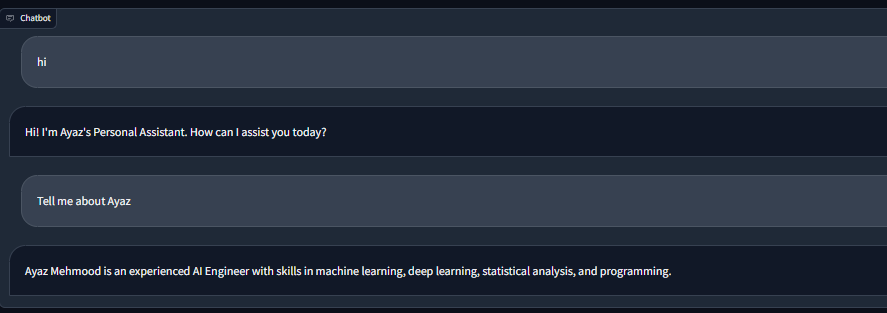 Chatbot
hi
Hi! I'm Ayaz's Personal Assistant. How can I assist you today?
Tell me about Ayaz
Ayaz Mehmood is an experienced AI Engineer with skills in machine learning, deep learning, statistical analysis, and programming.